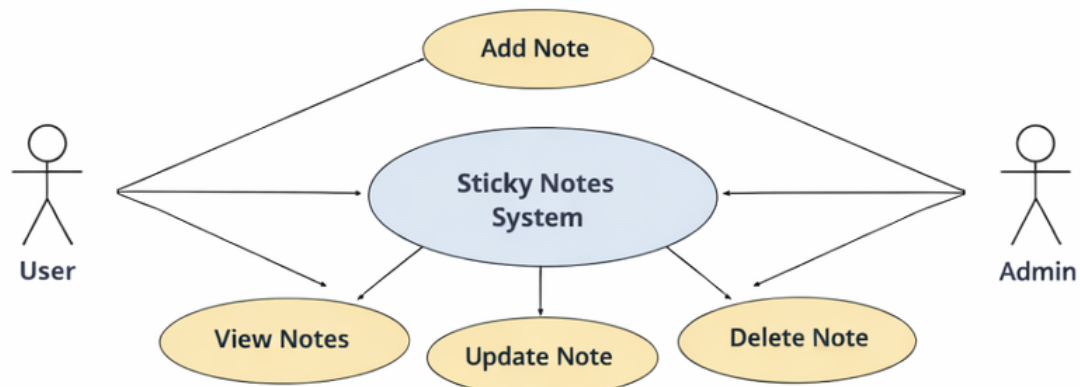 Add Note
Sticky Notes
System
User
Admin
View Notes
Update Note
Delete Note